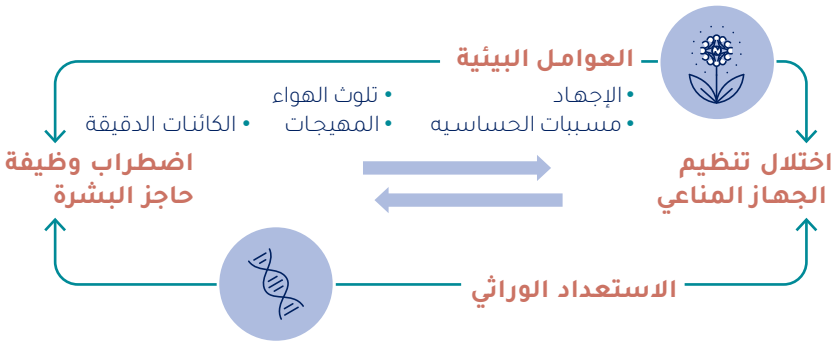 العوامل البيئية
• الإجهاد
• مسببات الحساسيه
• تلوث الهواء
• المهيجات
• الكائنات الدقيقة
اختلال تنظيم
الجهاز المناعي
اضطراب وظيفة
حاجز البشرة
الاستعداد الوراثي